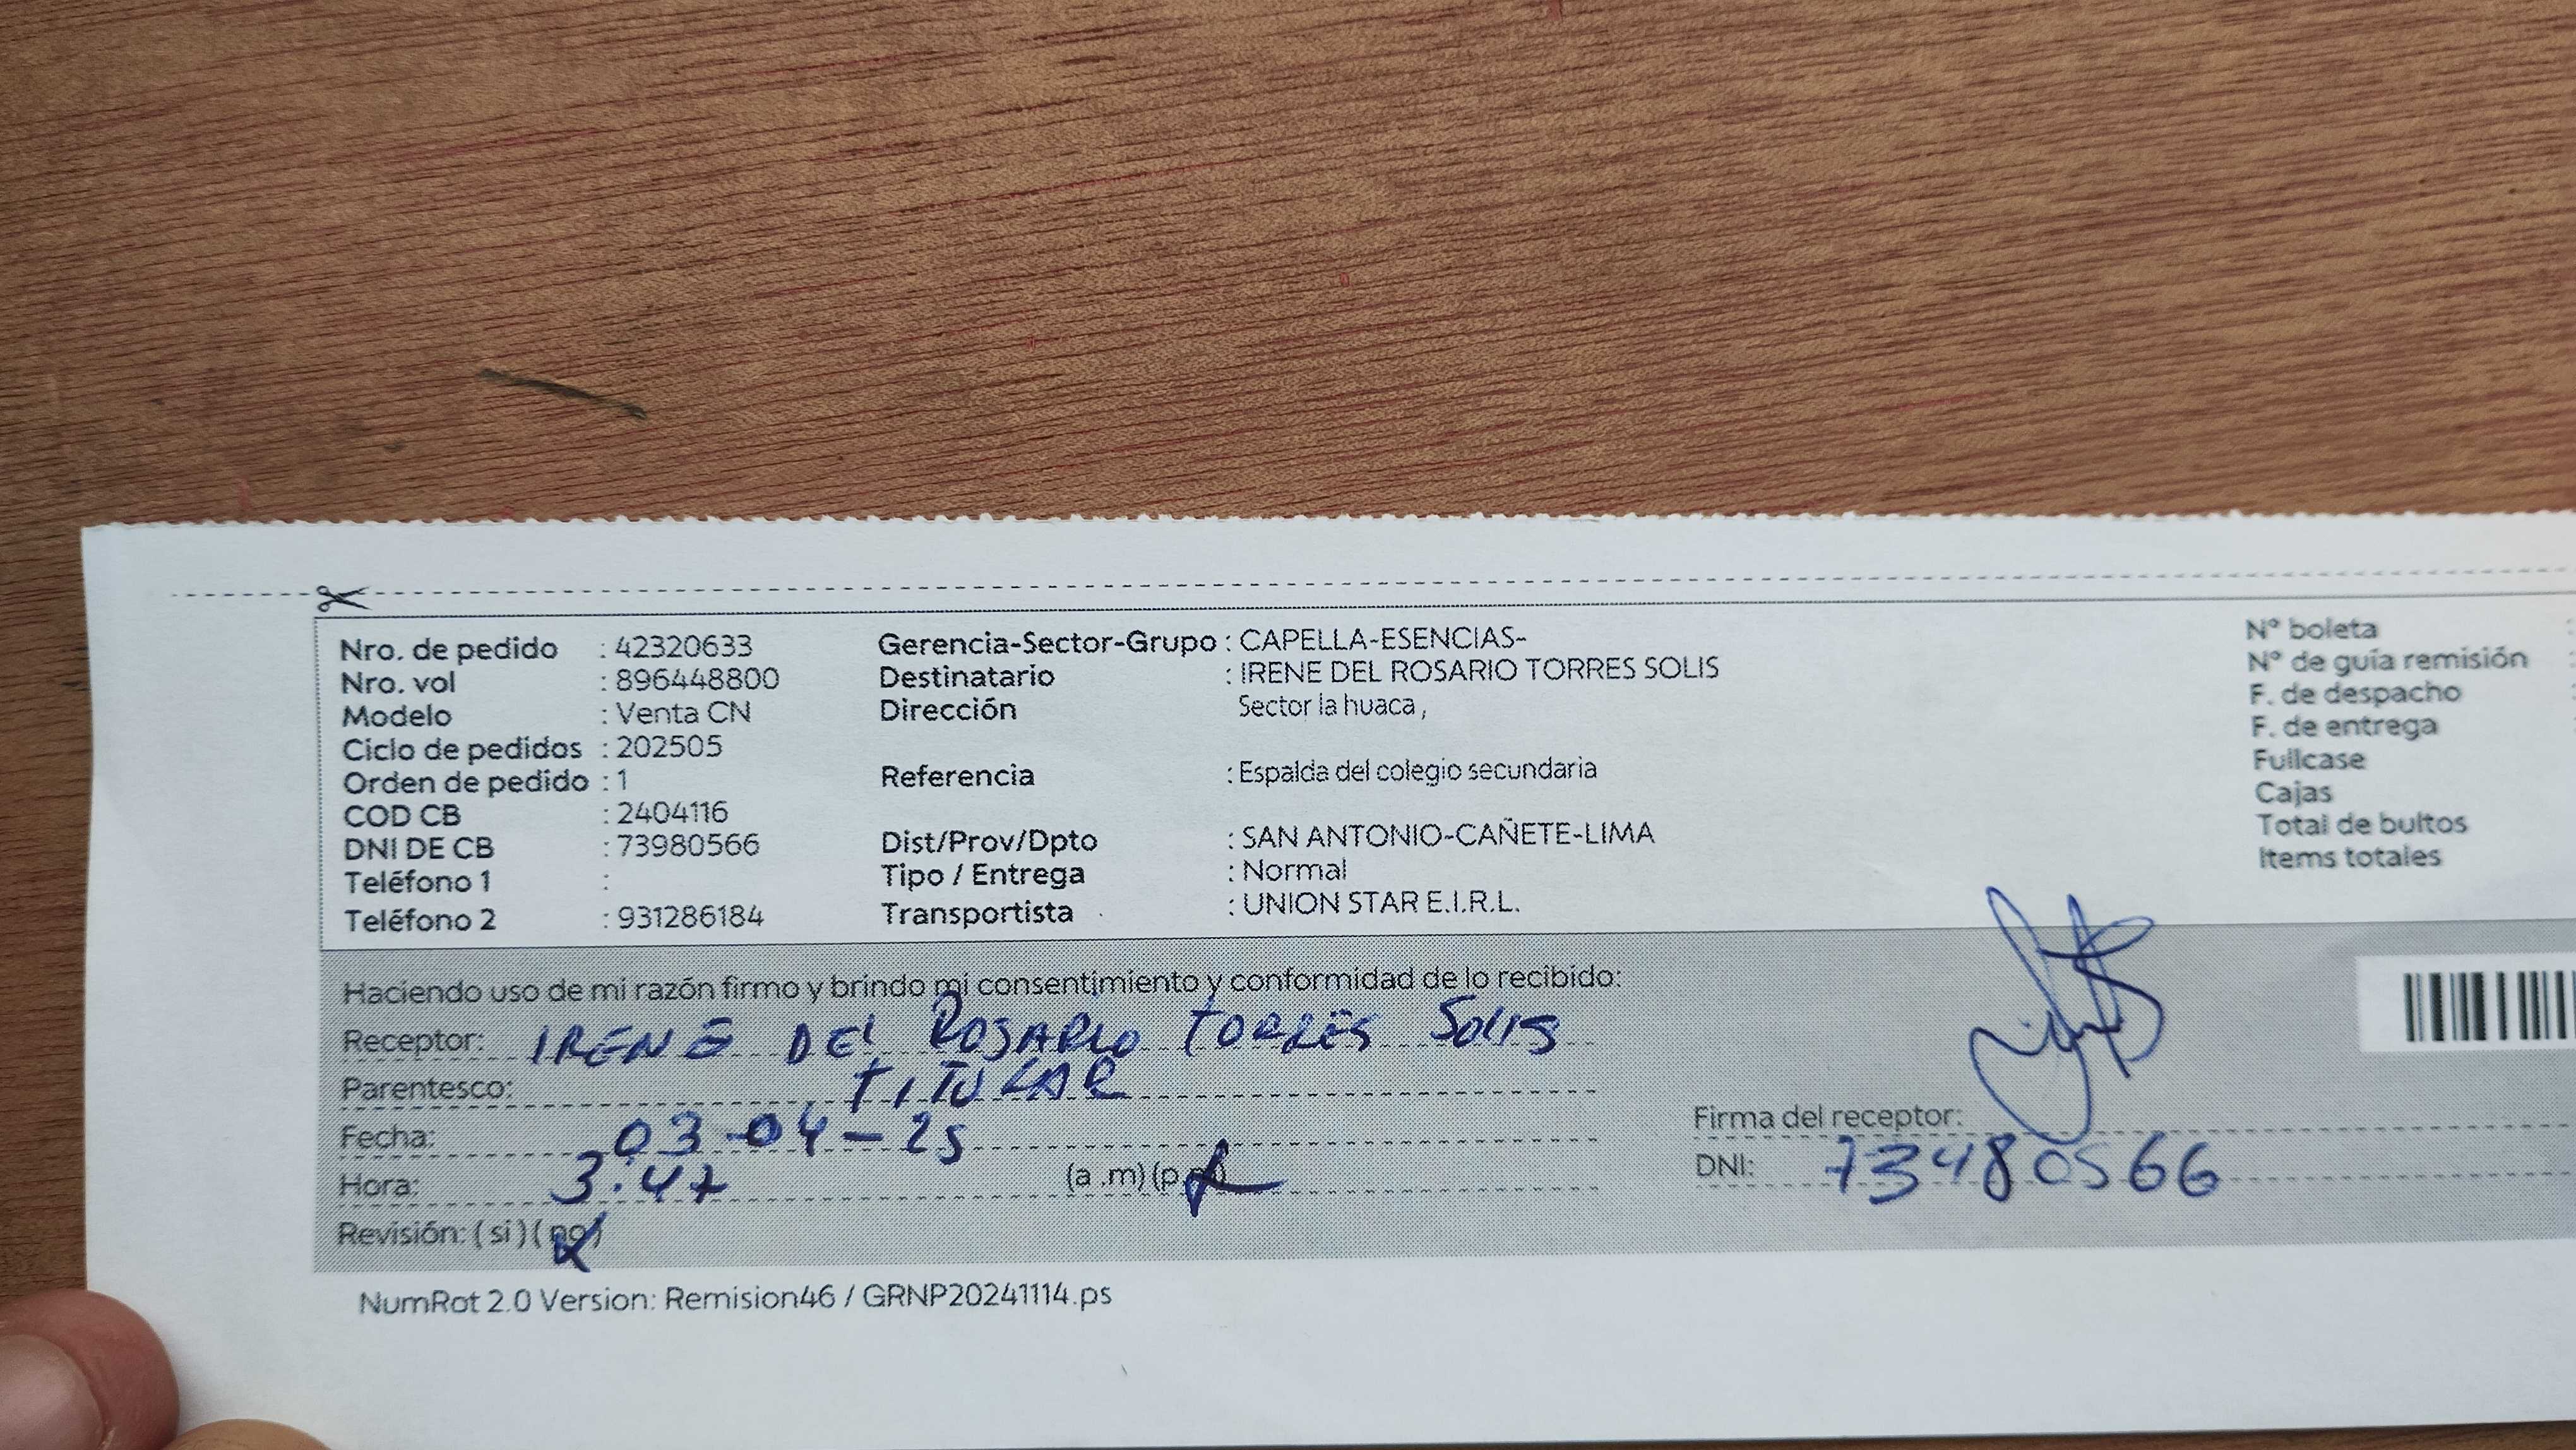 Nro. de pedido : 42320633
Nro. vol : 896448800
Modelo : Venta CN
Ciclo de pedidos : 202505
Orden de pedido : 1
COD CB : 2404116
DNI DE CB : 73980566
Teléfono 1 :
Teléfono 2 : 931286184
Gerencia-Sector-Grupo : CAPELLA-ESENCIAS-
Destinatario : IRENE DEL ROSARIO TORRES SOLIS
Dirección Sector la huaca,
Referencia : Espalda del colegio secundaria
Dist/Prov/Dpto : SAN ANTONIO-CAÑETE-LIMA
Tipo / Entrega : Normal
Transportista : UNION STAR E.I.R.L.
Nº boleta :
Nº de guía remisión
F. de despacho
F. de entrega :
Fullcase
Cajas
Total de bultos
Items totales
Haciendo uso de mi razón firmo y brindo mi consentimiento y conformidad de lo recibido:
Receptor: IRENE DEL ROSARIO TORRES SOLIS
Parentesco: TITULAR
Fecha: 03-04-25
Hora: 3:47 (a.m)(p.m)
Revisión: (si)(no)
Firma del receptor:
DNI: 73480566
NumRot 2.0 Version: Remision46 / GRNP20241114.ps